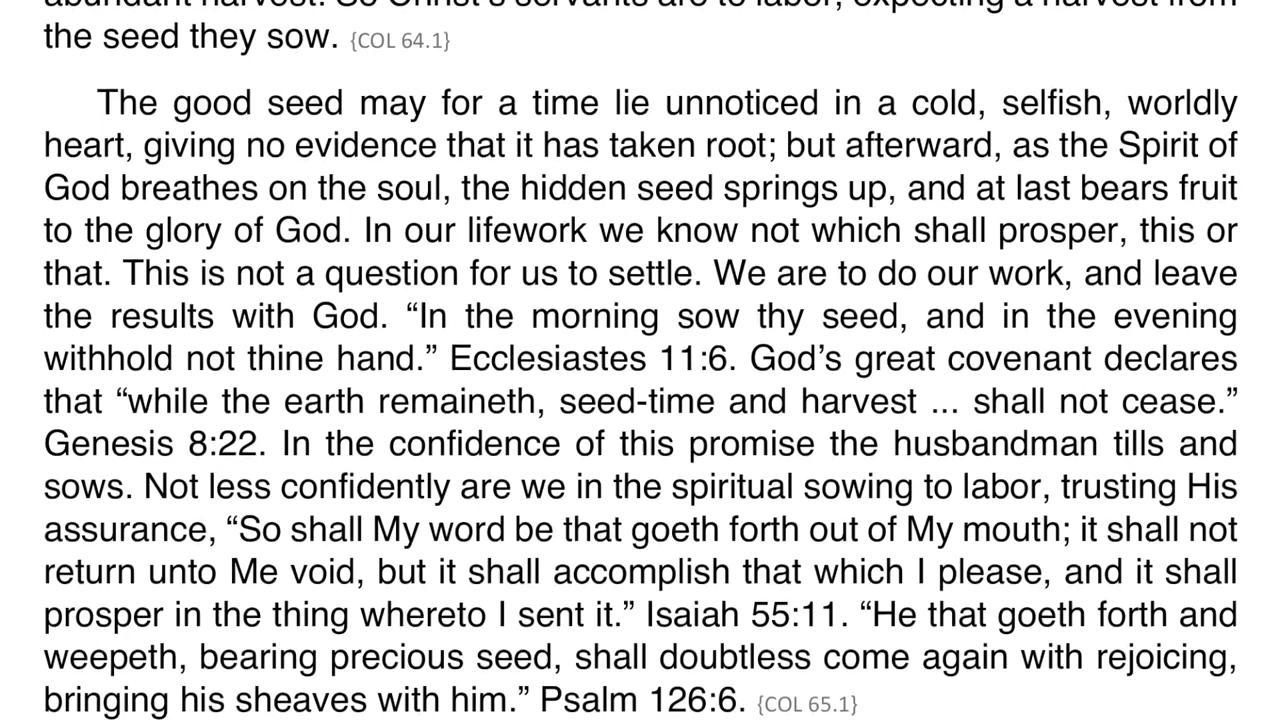 abundant harvest. So Christ's servants are to labor, expecting a harvest from
the seed they sow. {COL 64.1}
The good seed may for a time lie unnoticed in a cold, selfish, worldly
heart, giving no evidence that it has taken root; but afterward, as the Spirit of
God breathes on the soul, the hidden seed springs up, and at last bears fruit
to the glory of God. In our lifework we know not which shall prosper, this or
that. This is not a question for us to settle. We are to do our work, and leave
the results with God. “In the morning sow thy seed, and in the evening
withhold not thine hand.” Ecclesiastes 11:6. God’s great covenant declares
that “while the earth remaineth, seed-time and harvest ... shall not cease.”
Genesis 8:22. In the confidence of this promise the husbandman tills and
sows. Not less confidently are we in the spiritual sowing to labor, trusting His
assurance, “So shall My word be that goeth forth out of My mouth; it shall not
return unto Me void, but it shall accomplish that which I please, and it shall
prosper in the thing whereto I sent it.” Isaiah 55:11. “He that goeth forth and
weepeth, bearing precious seed, shall doubtless come again with rejoicing,
bringing his sheaves with him.” Psalm 126:6. {COL 65.1}